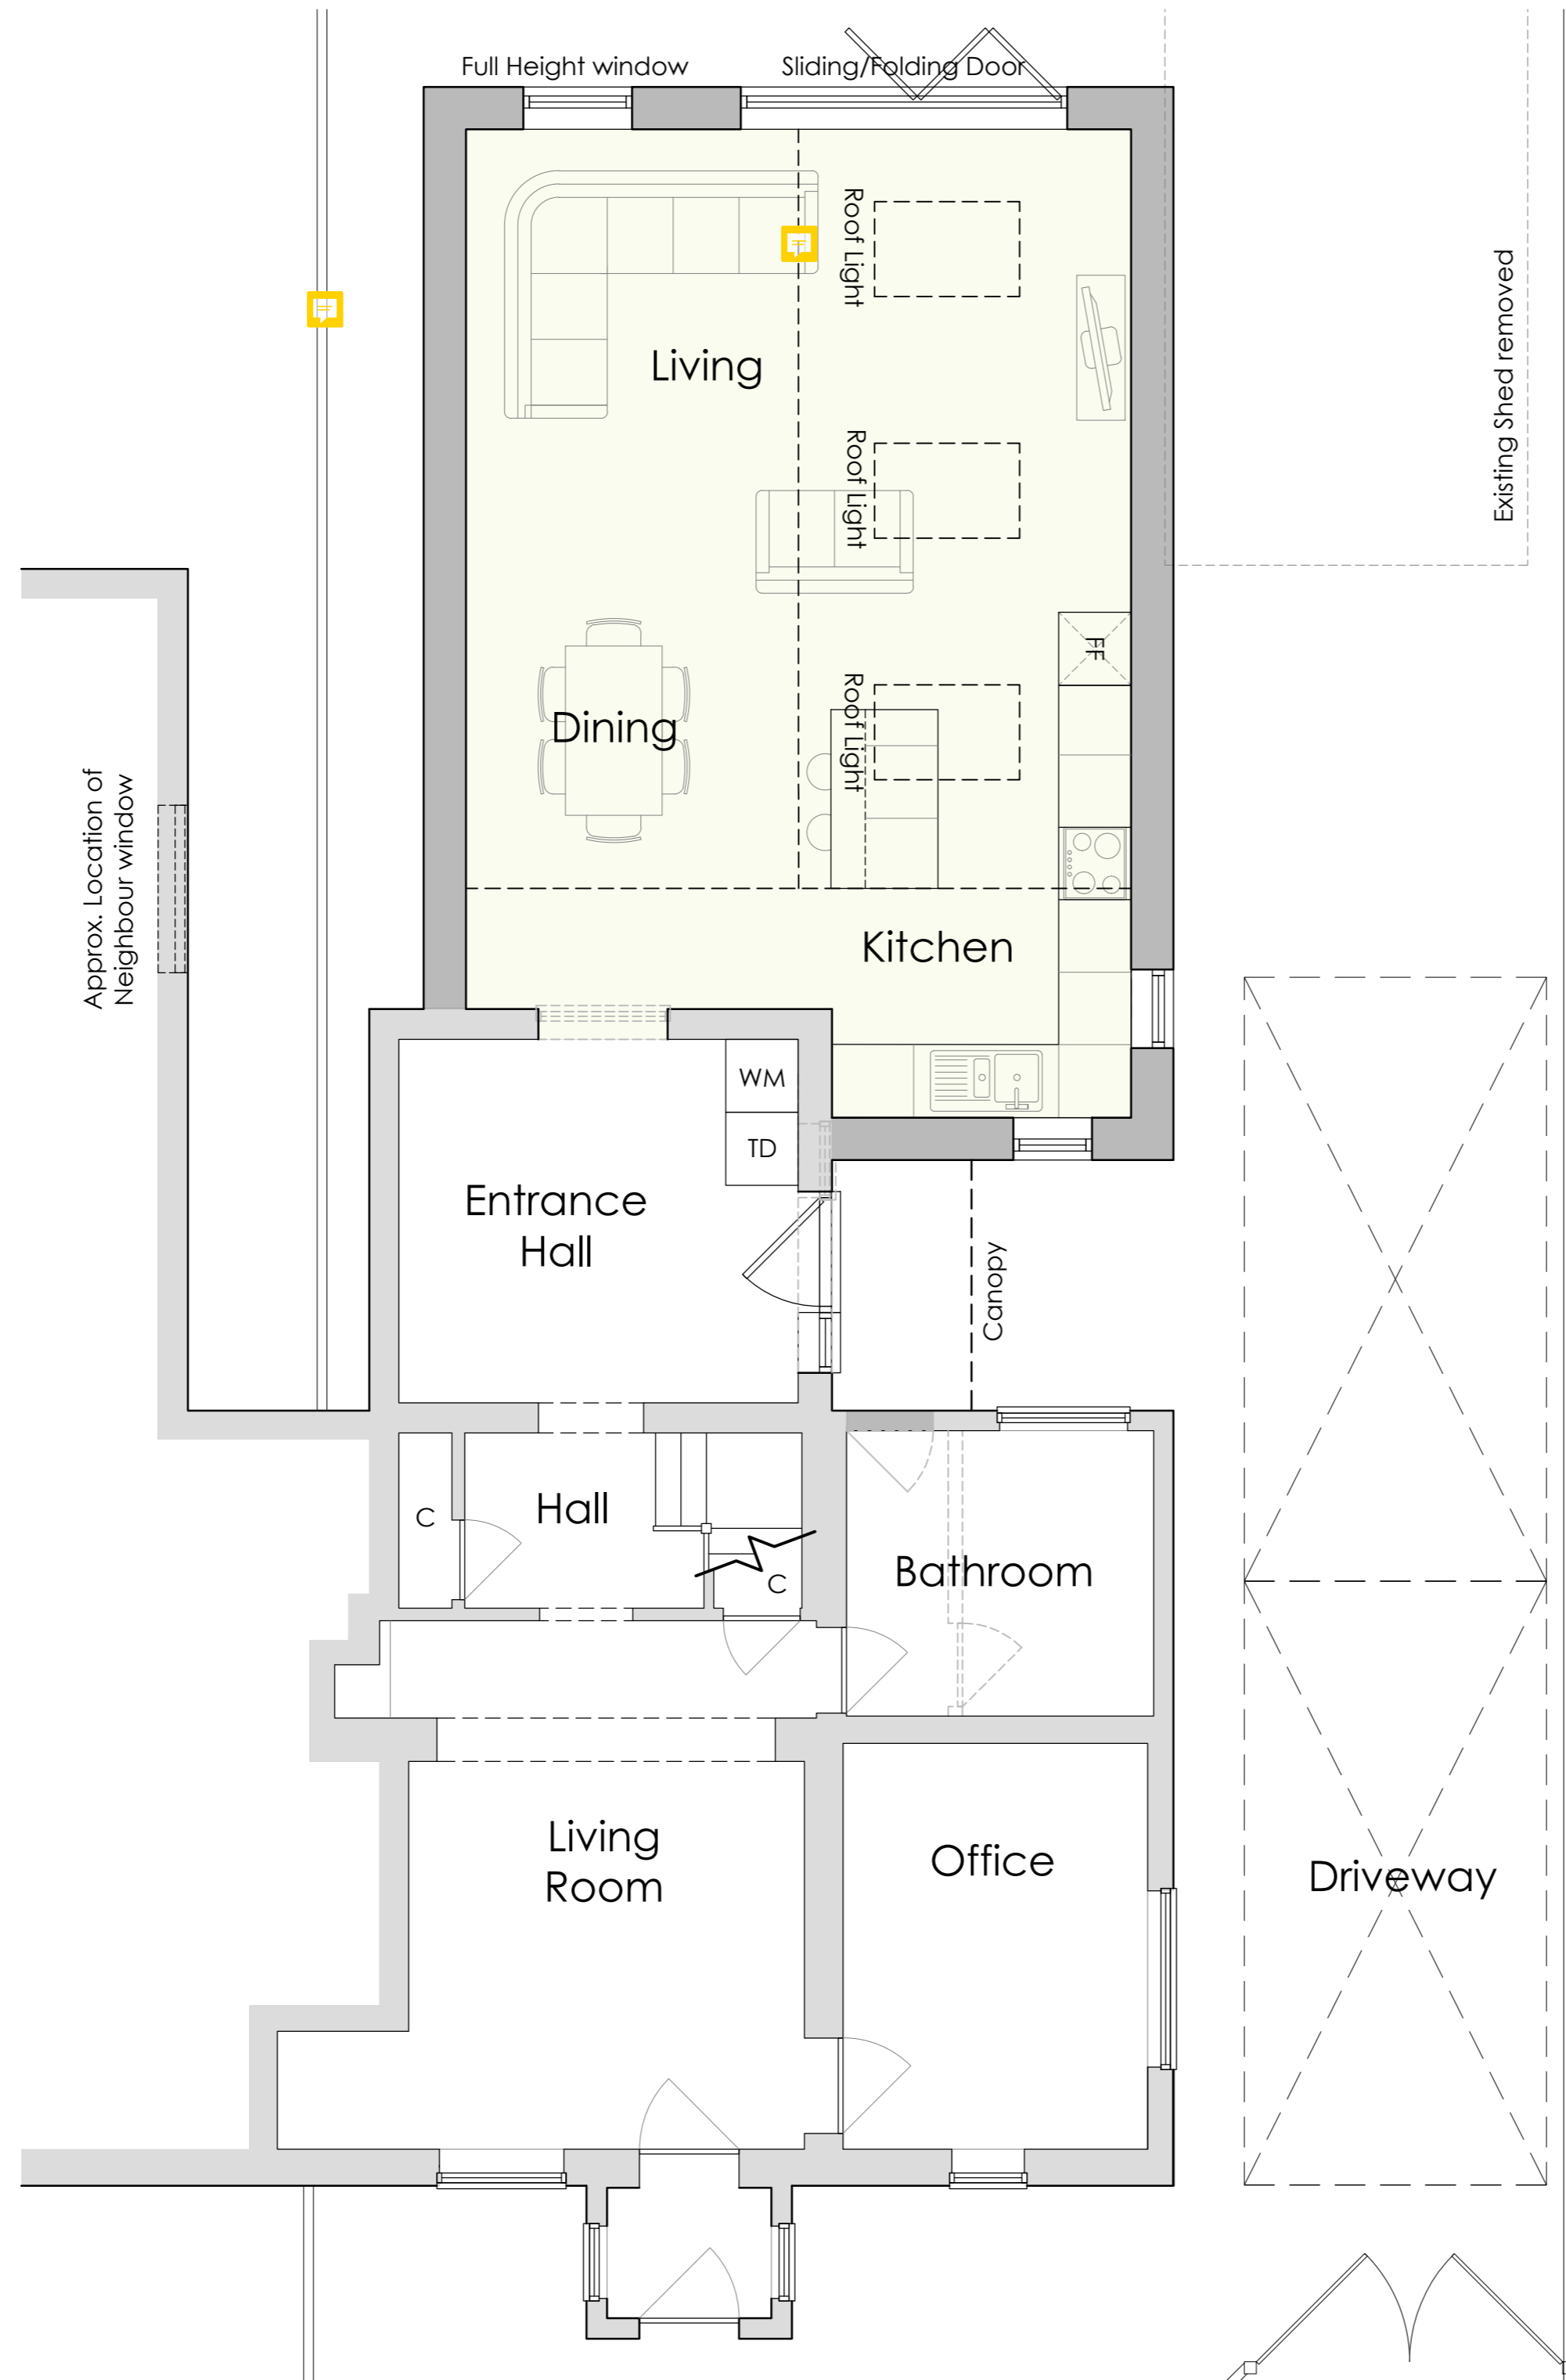 Full Height window
Sliding/Folding Door
Roof Light
Existing Shed removed
Living
Roof Light
FF
Roof Light
Dining
Approx. Location of
Neighbour window
Kitchen
WM
TD
Entrance
Hall
Canopy
C
Hall
Bathroom
C
Living
Room
Office
Driveway